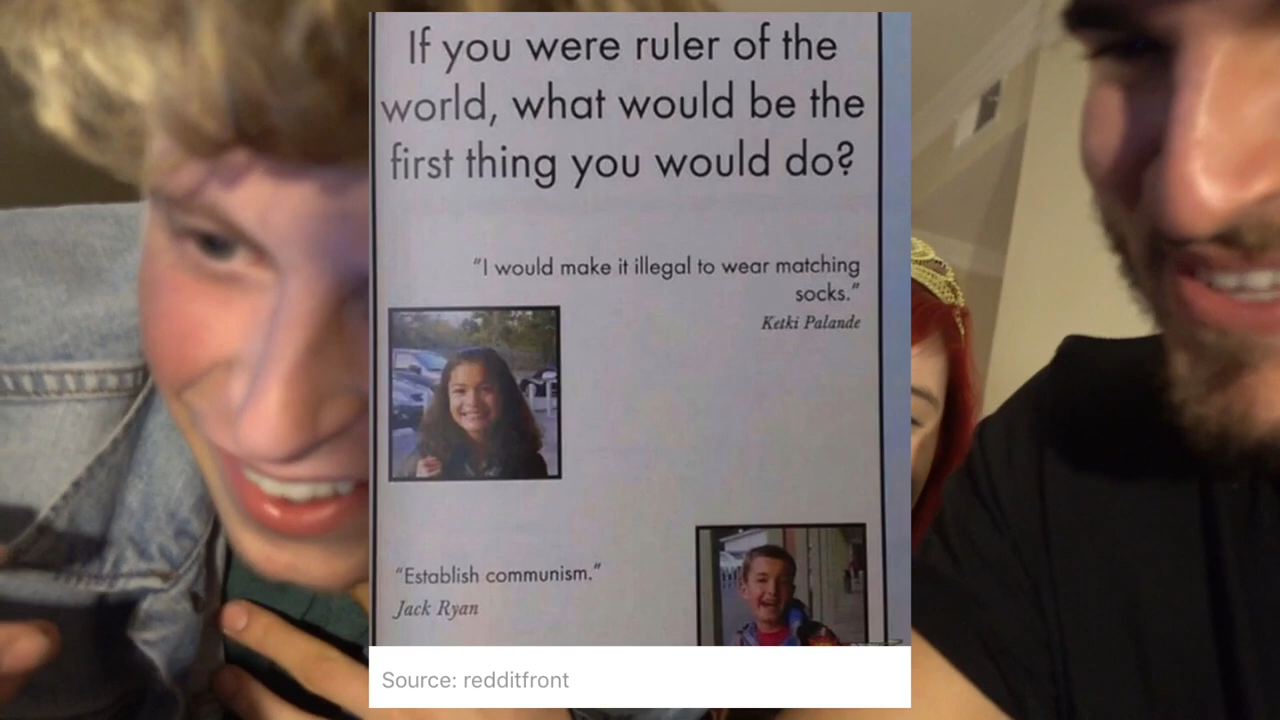 If you were ruler of the
world, what would be the
first thing you would do?
"I would make it illegal to wear matching
socks."
Ketki Palande
"Establish communism."
Jack Ryan
Source: redditfront